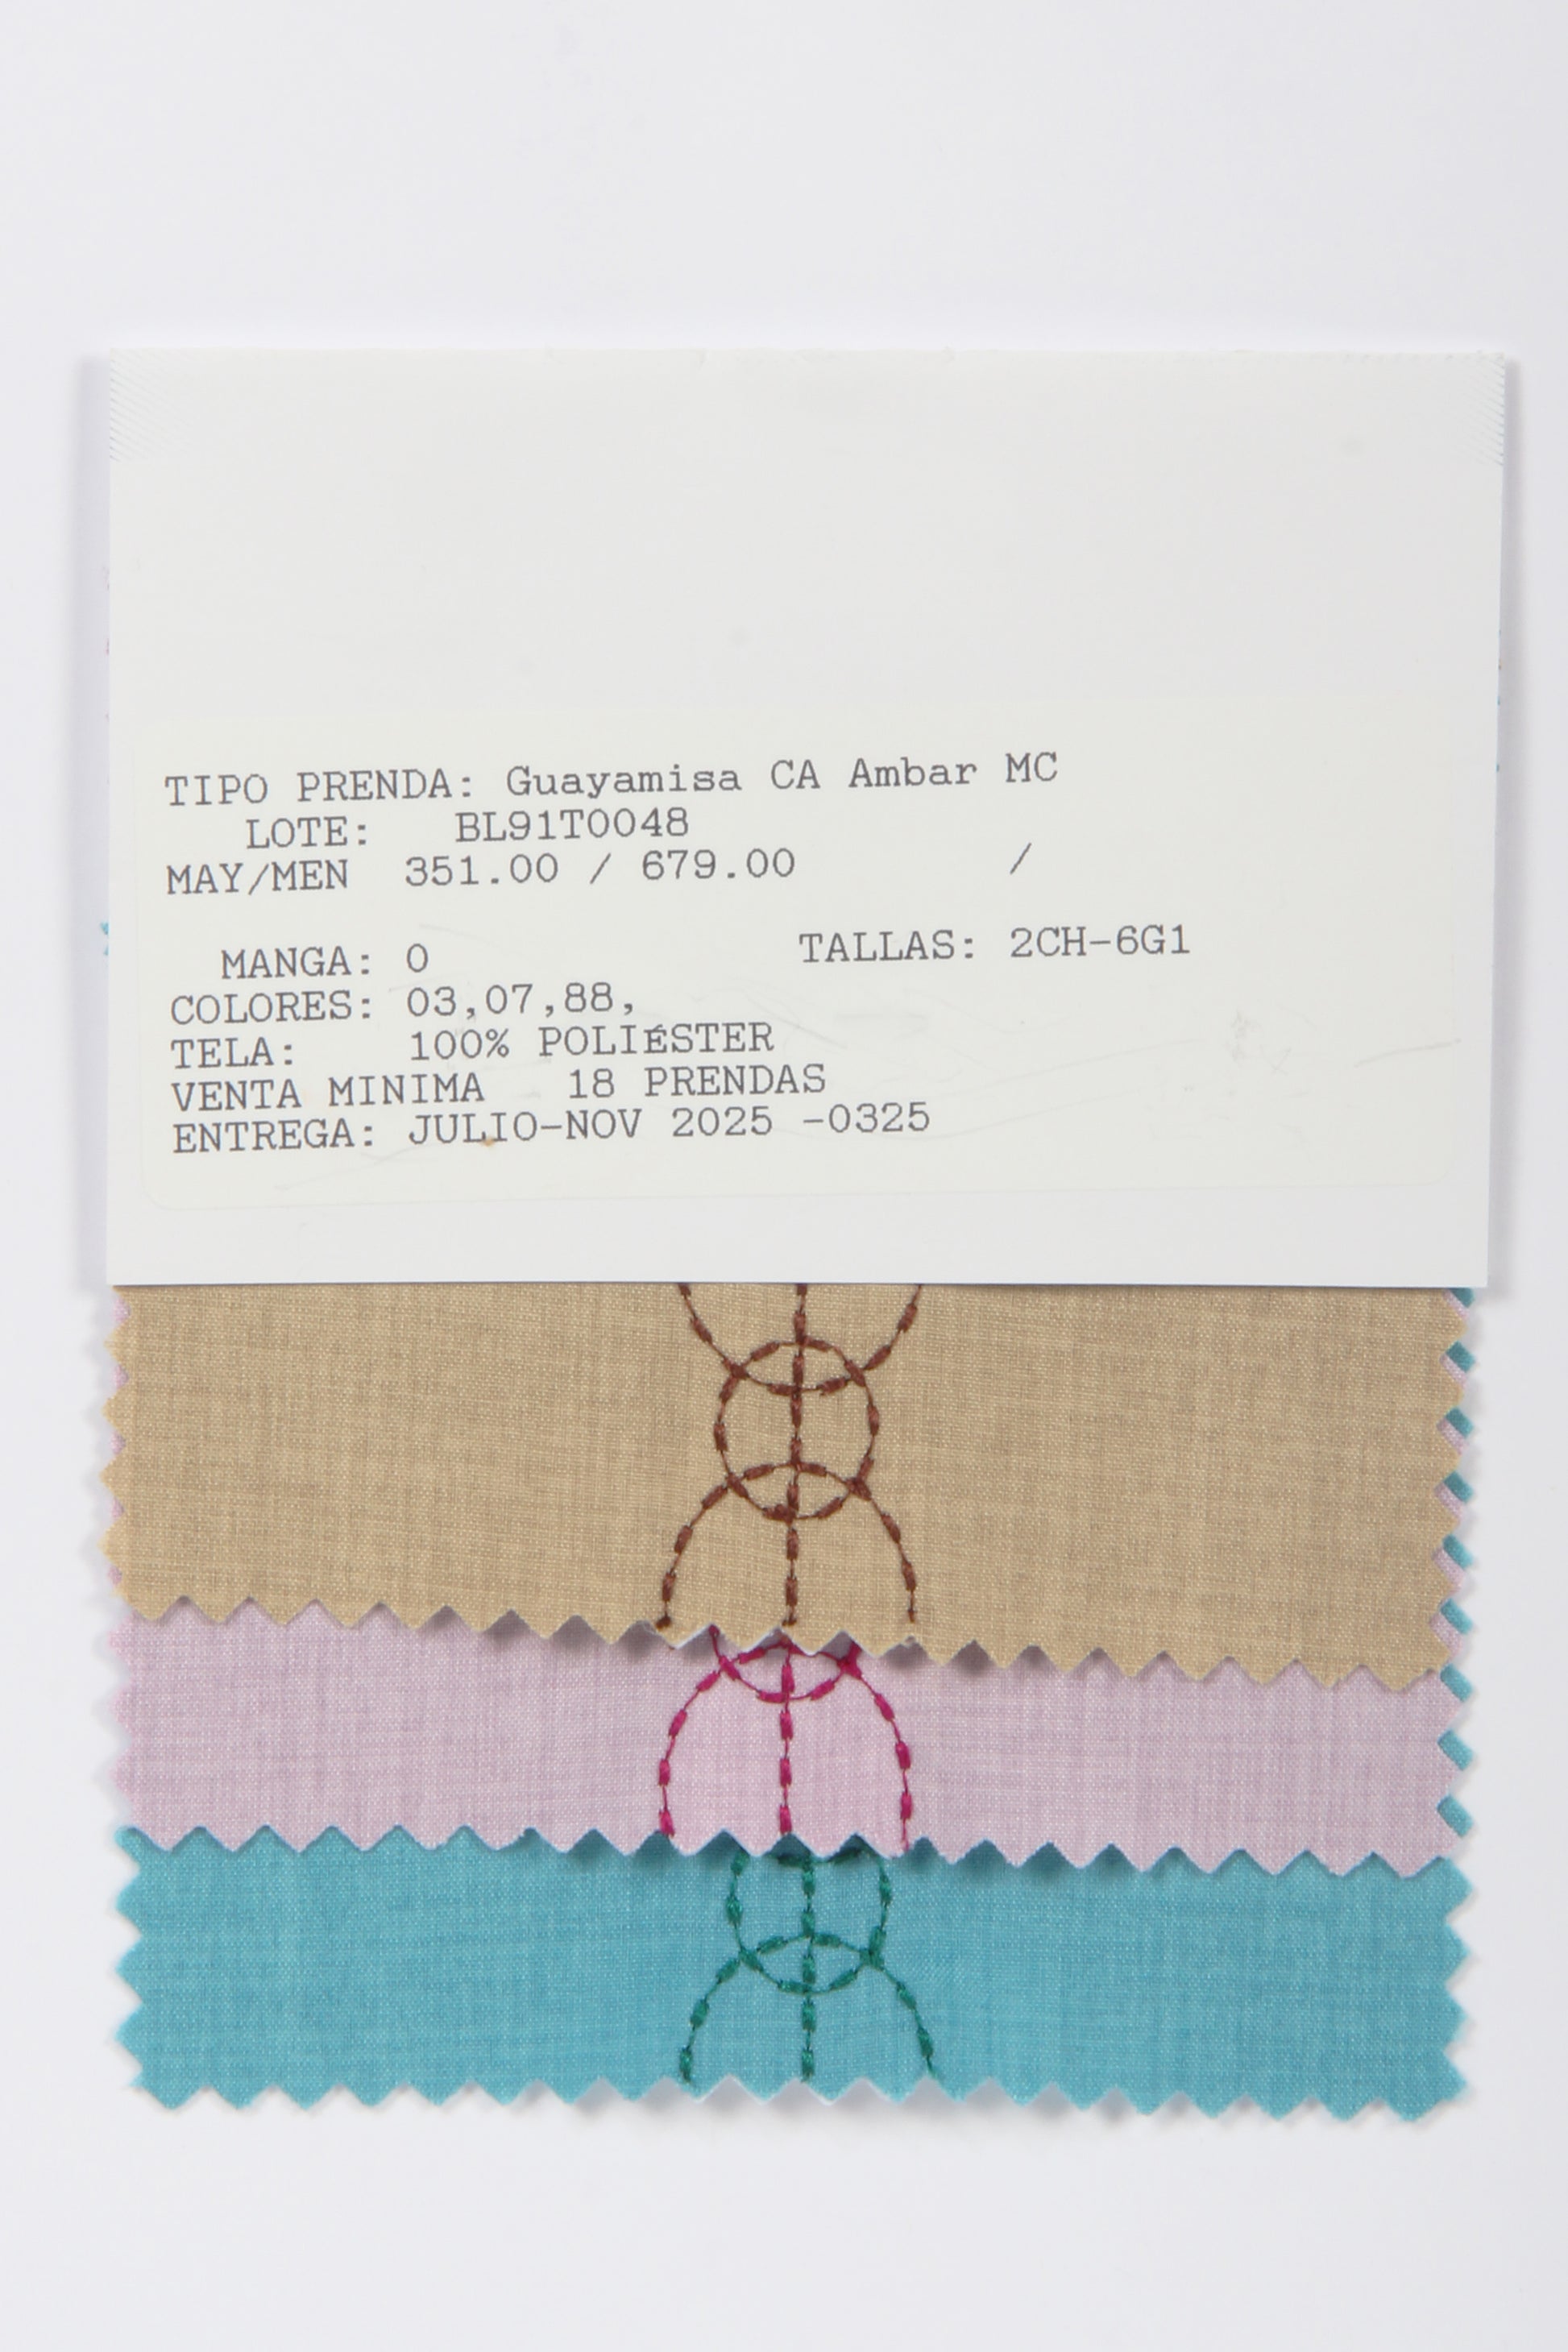 TIPO PRENDA: Guayamisa CA Ambar MC
LOTE: BL91T0048
MAY/MEN 351.00 / 679.00 /
MANGA: 0 TALLAS: 2CH-6G1
COLORES: 03,07,88,
TELA: 100% POLIÉSTER
VENTA MINIMA 18 PRENDAS
ENTREGA: JULIO-NOV 2025 -0325